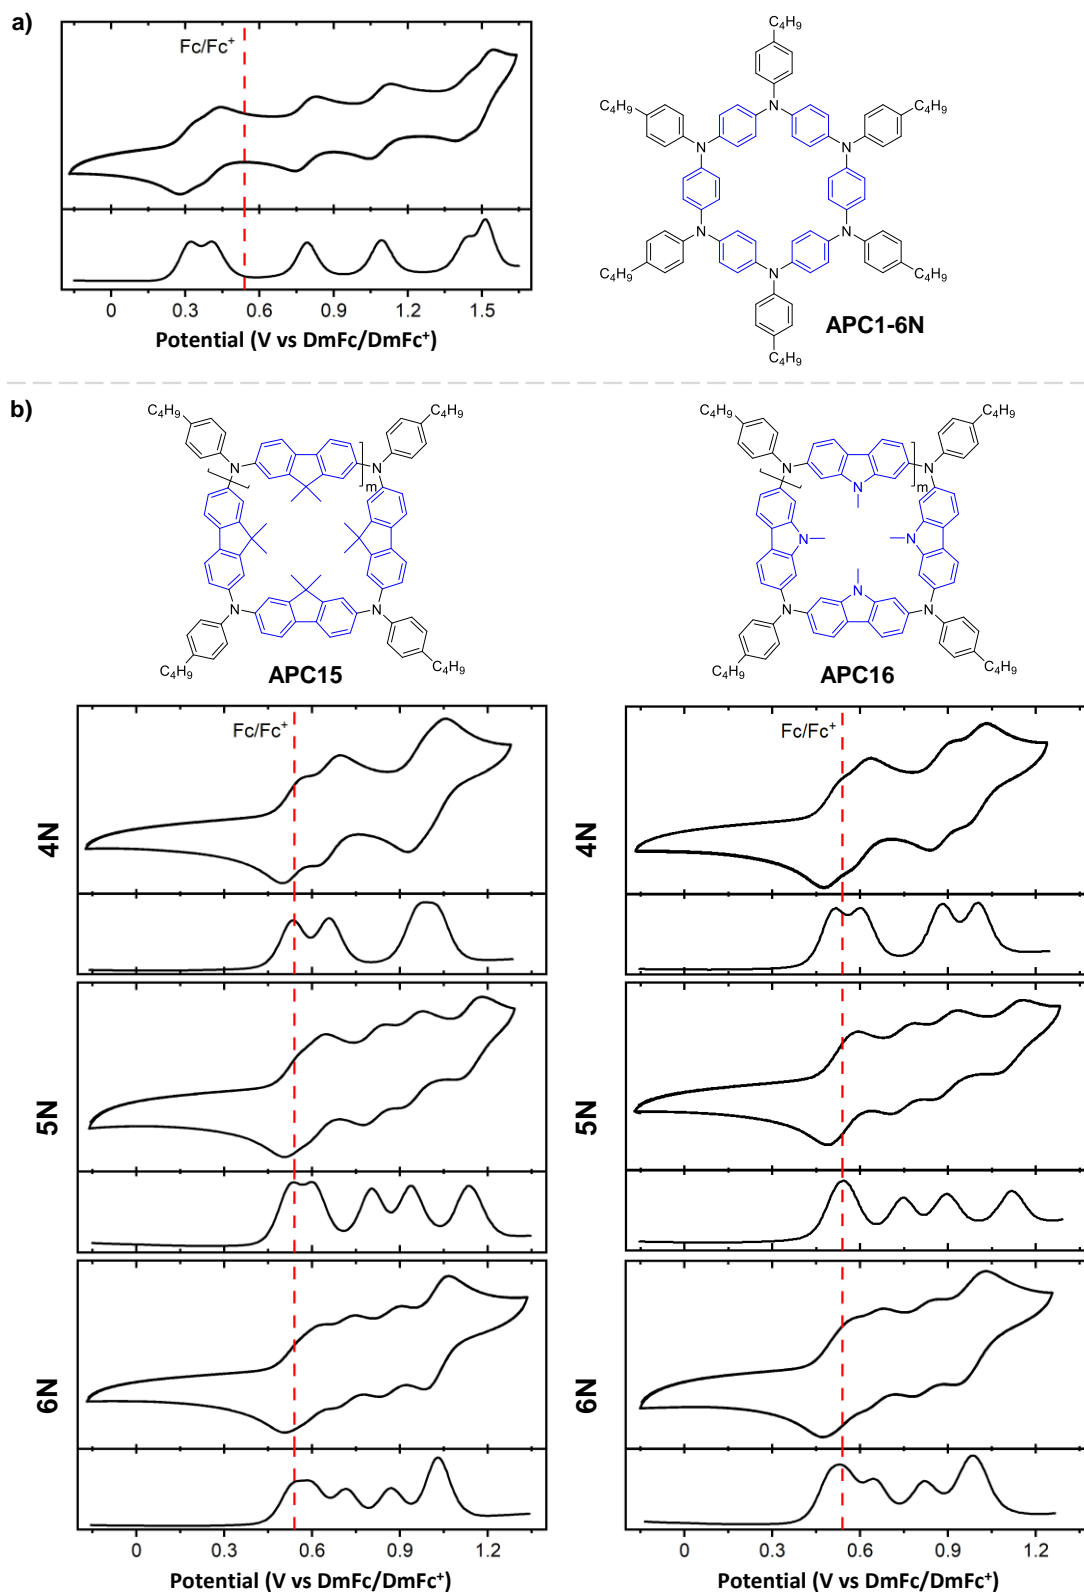 a)
Fc/Fc⁺
0 0.3 0.6 0.9 1.2 1.5
Potential (V vs DmFc/DmFc⁺)
C₄H₉
C₄H₉ C₄H₉
N
N N
N N
N
C₄H₉ C₄H₉
C₄H₉
APC1-6N
b)
C₄H₉ C₄H₉
N N
m
N N
C₄H₉ C₄H₉
APC15
C₄H₉ C₄H₉
N N
N m
N N
N
N N
C₄H₉ C₄H₉
APC16
Fc/Fc⁺
4N
5N
6N
0 0.3 0.6 0.9 1.2
Potential (V vs DmFc/DmFc⁺)
Fc/Fc⁺
4N
5N
6N
0 0.3 0.6 0.9 1.2
Potential (V vs DmFc/DmFc⁺)